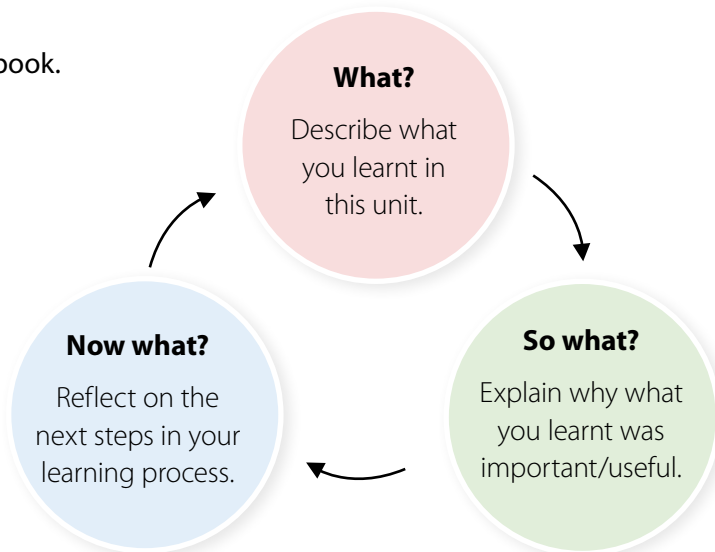 book.
What?
Describe what
you learnt in
this unit.
So what?
Explain why what
you learnt was
important/useful.
Now what?
Reflect on the
next steps in your
learning process.